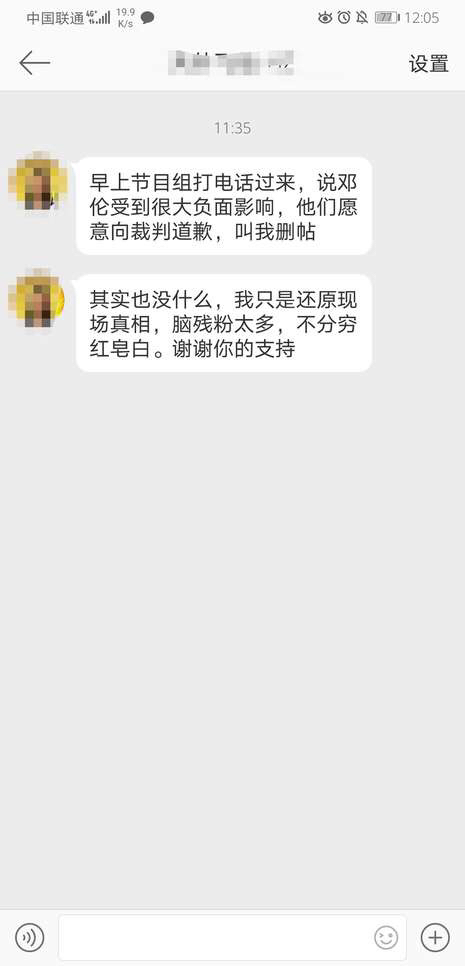 中国联通 4G+ 19.9 K/s 12:05
设置
11:35
早上节目组打电话过来，说邓
伦受到很大负面影响，他们愿
意向裁判道歉，叫我删帖
其实也没什么，我只是还原现
场真相，脑残粉太多，不分穷
红皂白。谢谢你的支持